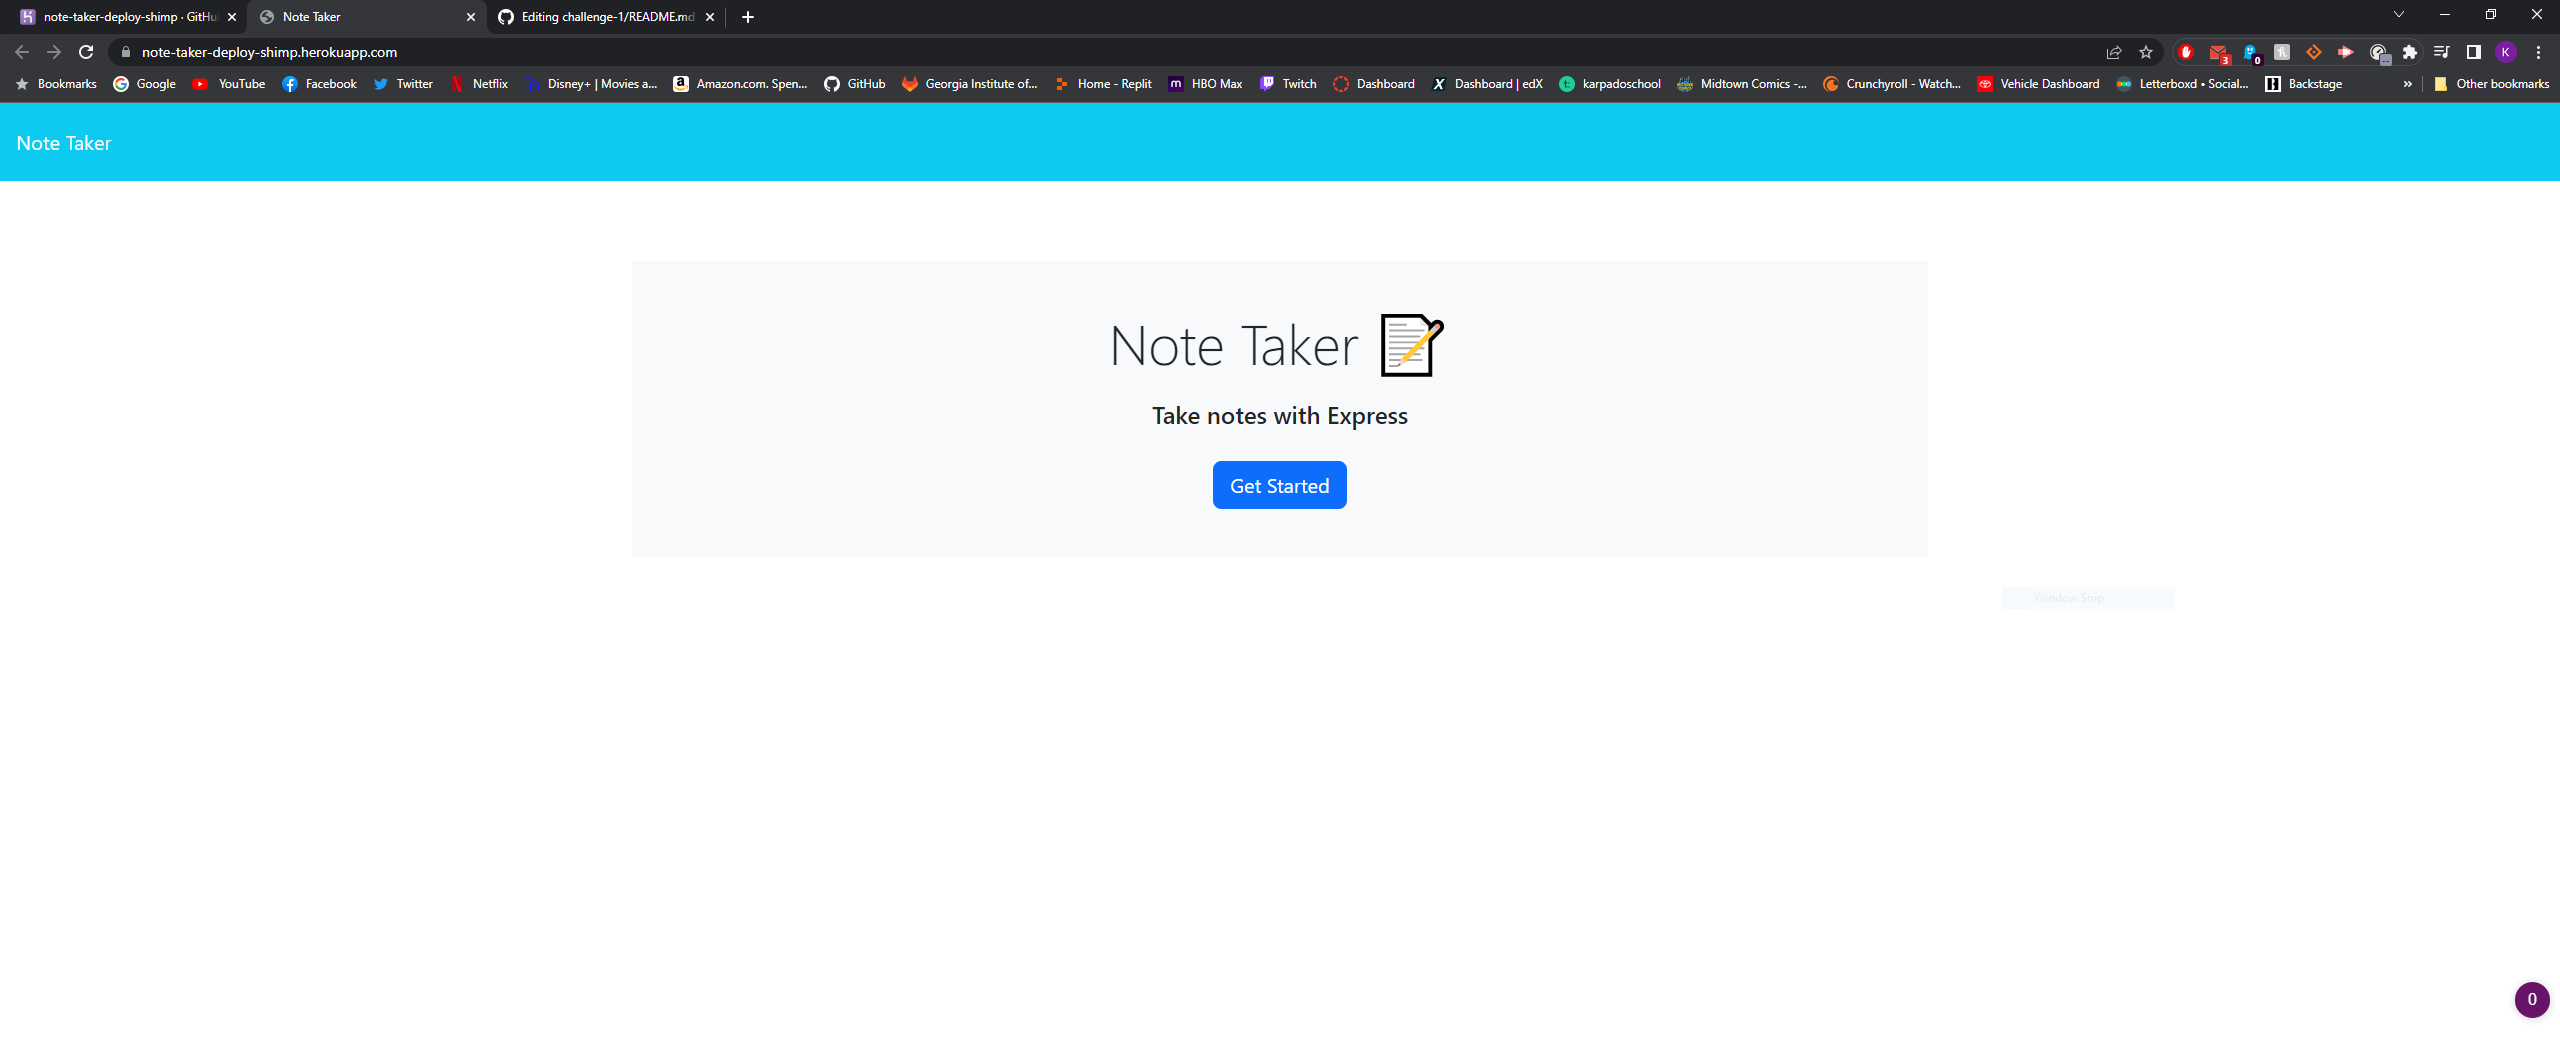 note-taker-deploy-shimp · GitHu
Note Taker
Editing challenge-1/README.md
note-taker-deploy-shimp.herokuapp.com
3
0
K
Bookmarks Google YouTube Facebook Twitter Netflix Disney+ | Movies a... Amazon.com. Spen... GitHub Georgia Institute of... Home - Replit HBO Max Twitch Dashboard Dashboard | edX karpadoschool Midtown Comics -... Crunchyroll - Watch... Vehicle Dashboard Letterboxd • Social... Backstage » Other bookmarks
Note Taker
Note Taker
Take notes with Express
Get Started
Window Snip
0